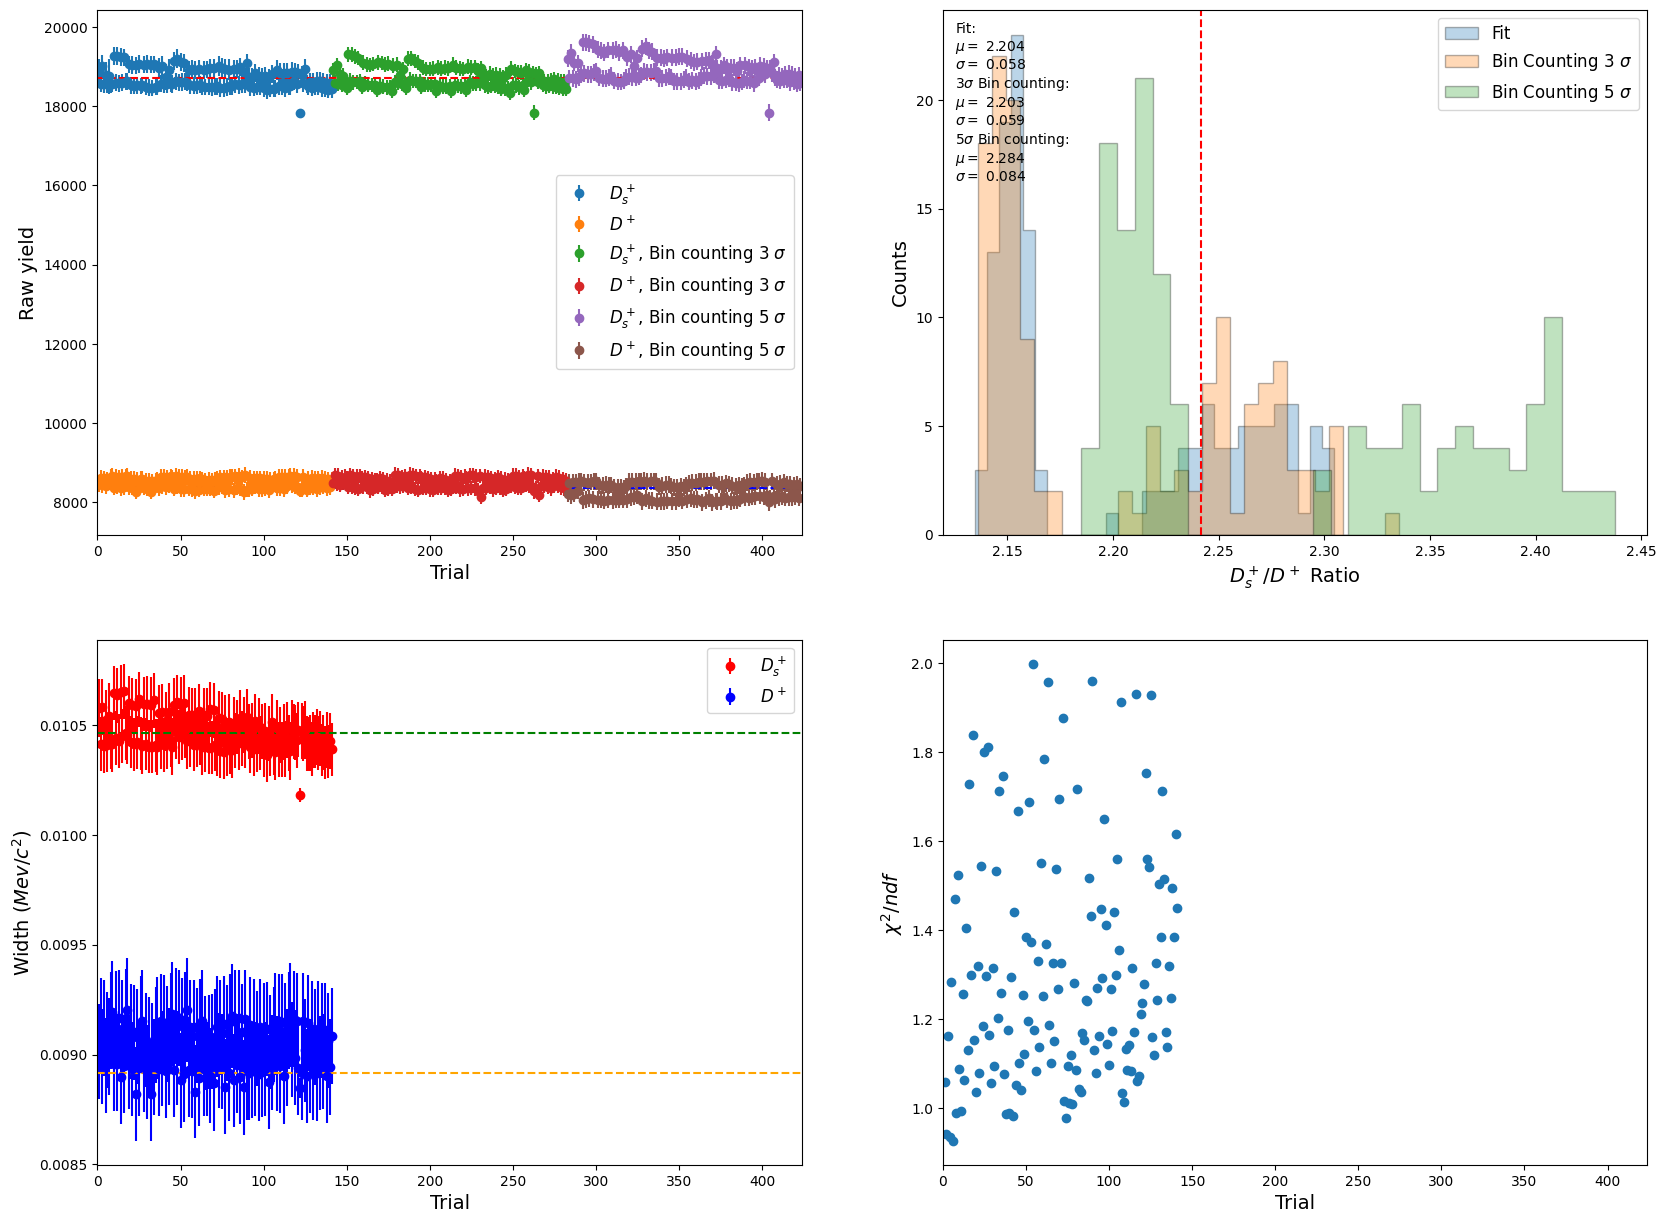 20000
18000
16000
14000
12000
10000
8000
Raw yield
0 50 100 150 200 250 300 350 400
Trial
$D_s^+$
$D^+$
$D_s^+$, Bin counting 3 σ
$D^+$, Bin counting 3 σ
$D_s^+$, Bin counting 5 σ
$D^+$, Bin counting 5 σ
20
15
10
5
0
Counts
2.15 2.20 2.25 2.30 2.35 2.40 2.45
$D_s^+/D^+$ Ratio
Fit:
μ = 2.204
σ = 0.058
3σ Bin counting:
μ = 2.203
σ = 0.059
5σ Bin counting:
μ = 2.284
σ = 0.084
Fit
Bin Counting 3 σ
Bin Counting 5 σ
0.0105
0.0100
0.0095
0.0090
0.0085
Width ($Mev/c^2$)
0 50 100 150 200 250 300 350 400
Trial
$D_s^+$
$D^+$
2.0
1.8
1.6
1.4
1.2
1.0
$χ^2/ndf$
0 50 100 150 200 250 300 350 400
Trial